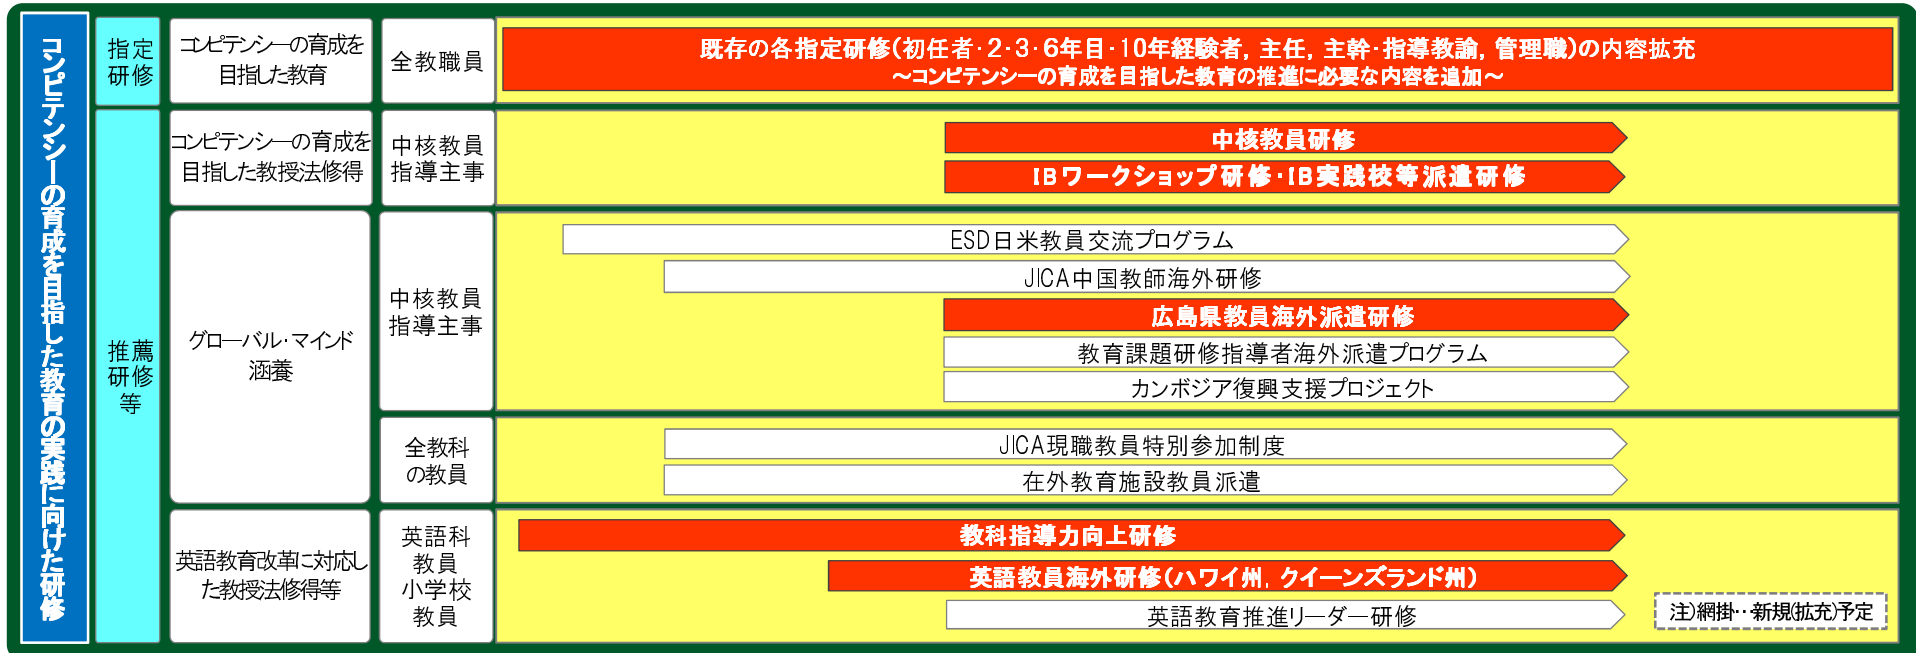 コンピテンシーの育成を目指した教育の実践に向けた研修
指定
研修
コンピテンシーの育成を
目指した教育
全教職員
既存の各指定研修(初任者・2・3・6年目・10年経験者，主任，主幹・指導教諭，管理職)の内容拡充
～コンピテンシーの育成を目指した教育の推進に必要な内容を追加～
推薦
研修
等
コンピテンシーの育成を
目指した教授法修得
中核教員
指導主事
中核教員研修
IBワークショップ研修・IB実践校等派遣研修
グローバル・マインド
涵養
中核教員
指導主事
ESD日米教員交流プログラム
JICA中国教師海外研修
広島県教員海外派遣研修
教育課題研修指導者海外派遣プログラム
カンボジア復興支援プロジェクト
全教科
の教員
JICA現職教員特別参加制度
在外教育施設教員派遣
英語教育改革に対応し
た教授法修得等
英語科
教員
小学校
教員
教科指導力向上研修
英語教員海外研修(ハワイ州，クイーンズランド州)
英語教育推進リーダー研修
注)網掛‥新規(拡充)予定